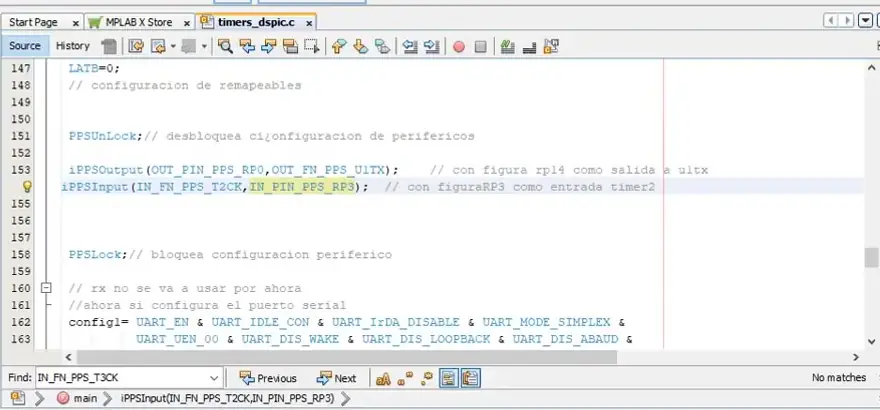 Start Page
MPLAB X Store
timers_dspic.c
Source
History
147 LATB=0;
148 // configuracion de remapeables
149
150
151 PPSUnLock;// desbloquea ci¿onfiguracion de perifericos
152
153 iPPSOutput(OUT_PIN_PPS_RP0,OUT_FN_PPS_U1TX); // con figura rp14 como salida a u1tx
iPPSInput(IN_FN_PPS_T2CK,IN_PIN_PPS_RP3); // con figuraRP3 como entrada timer2
155
156
157
158 PPSLock;// bloquea configuracion periferico
159
160 // rx no se va a usar por ahora
161 //ahora si configura el puerto serial
162 config1= UART_EN & UART_IDLE_CON & UART_IrDA_DISABLE & UART_MODE_SIMPLEX &
163 UART_UEN_00 & UART_DIS_WAKE & UART_DIS_LOOPBACK & UART_DIS_ABAUD &
Find: IN_FN_PPS_T3CK Previous Next No matches
main iPPSInput(IN_FN_PPS_T2CK,IN_PIN_PPS_RP3)